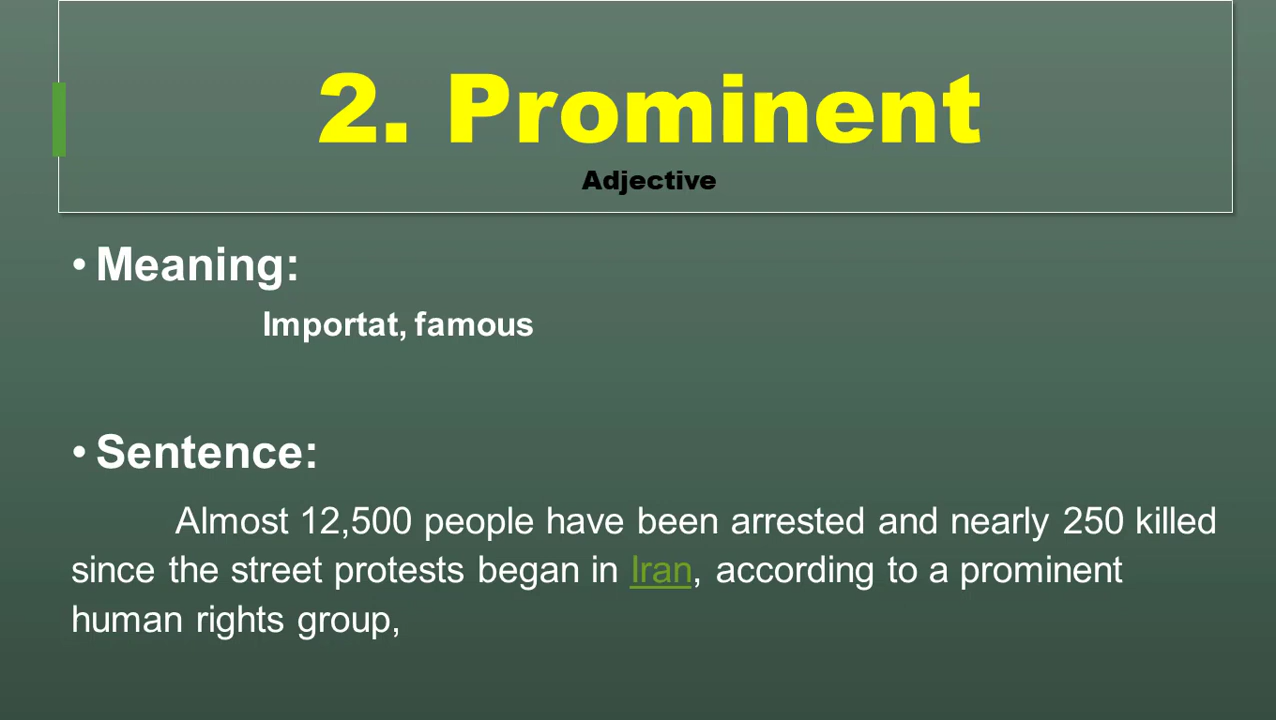 2. Prominent
Adjective
• Meaning:
Importat, famous
• Sentence:
Almost 12,500 people have been arrested and nearly 250 killed
since the street protests began in Iran, according to a prominent
human rights group,